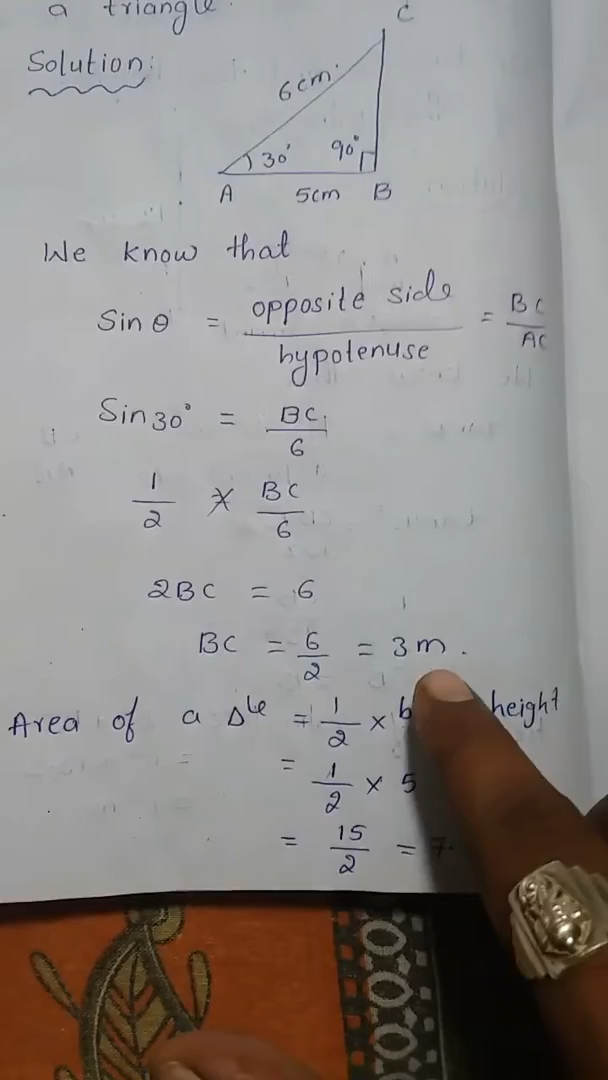 a triangle.
Solution:
C
6cm.
30° 90°
A 5cm B
We know that
Sin θ = opposite side / hypotenuse = BC / AC
Sin 30° = BC / 6
1/2 × BC/6
2BC = 6
BC = 6/2 = 3m.
Area of a Δle = 1/2 × height
= 1/2 × 5
= 15/2 = 7.